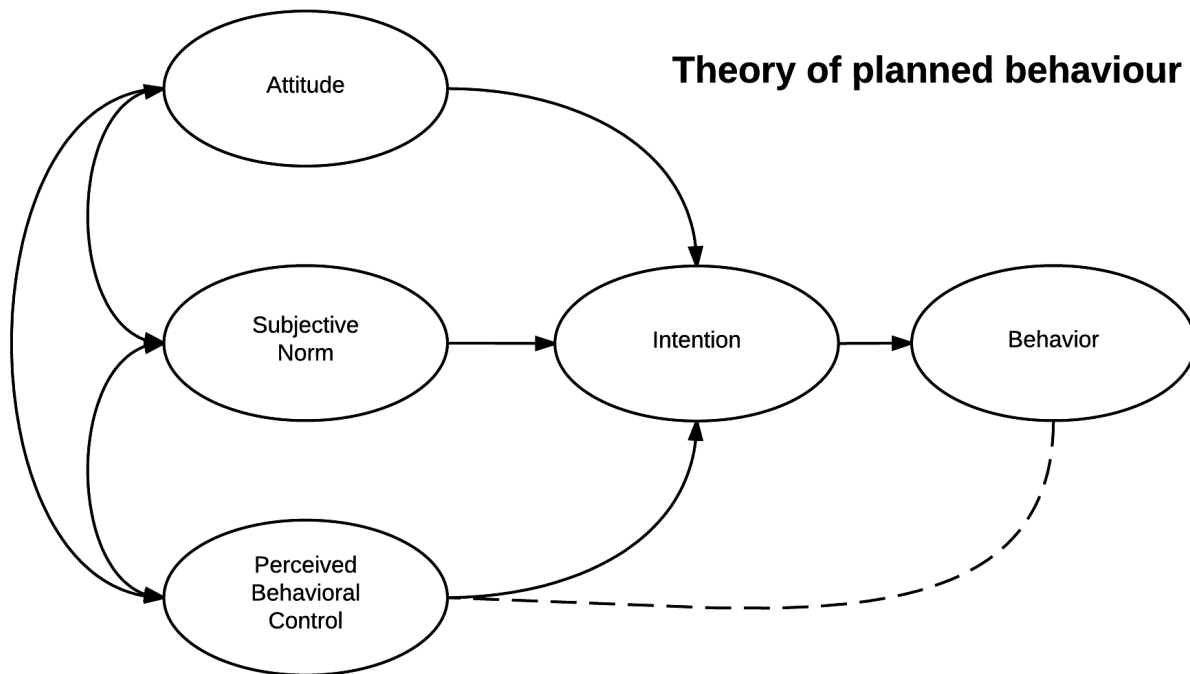 Theory of planned behaviour
Attitude
Subjective
Norm
Intention
Behavior
Perceived
Behavioral
Control